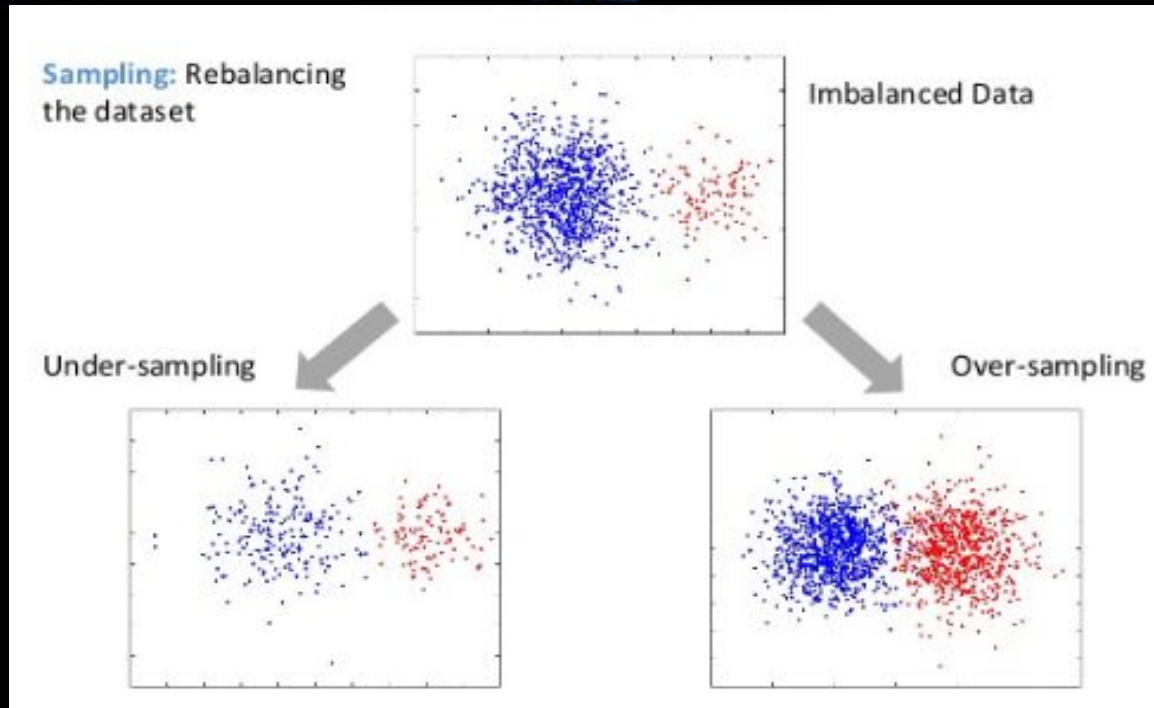 Sampling: Rebalancing
the dataset
Imbalanced Data
Under-sampling
Over-sampling